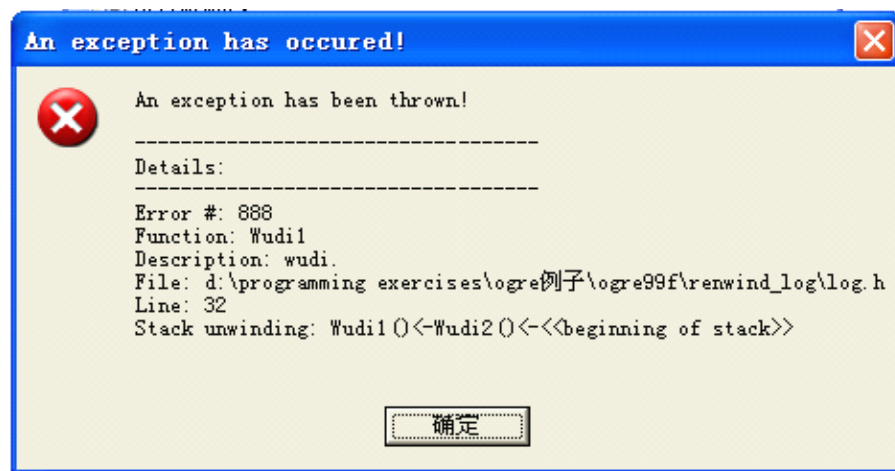 An exception has occured!
An exception has been thrown!
-----------------------------------
Details:
-----------------------------------
Error #: 888
Function: Wudi1
Description: wudi.
File: d:\programming exercises\ogre例子\ogre99f\renwind_log\log.h
Line: 32
Stack unwinding: Wudi1()<-Wudi2()<-<<beginning of stack>>
确定